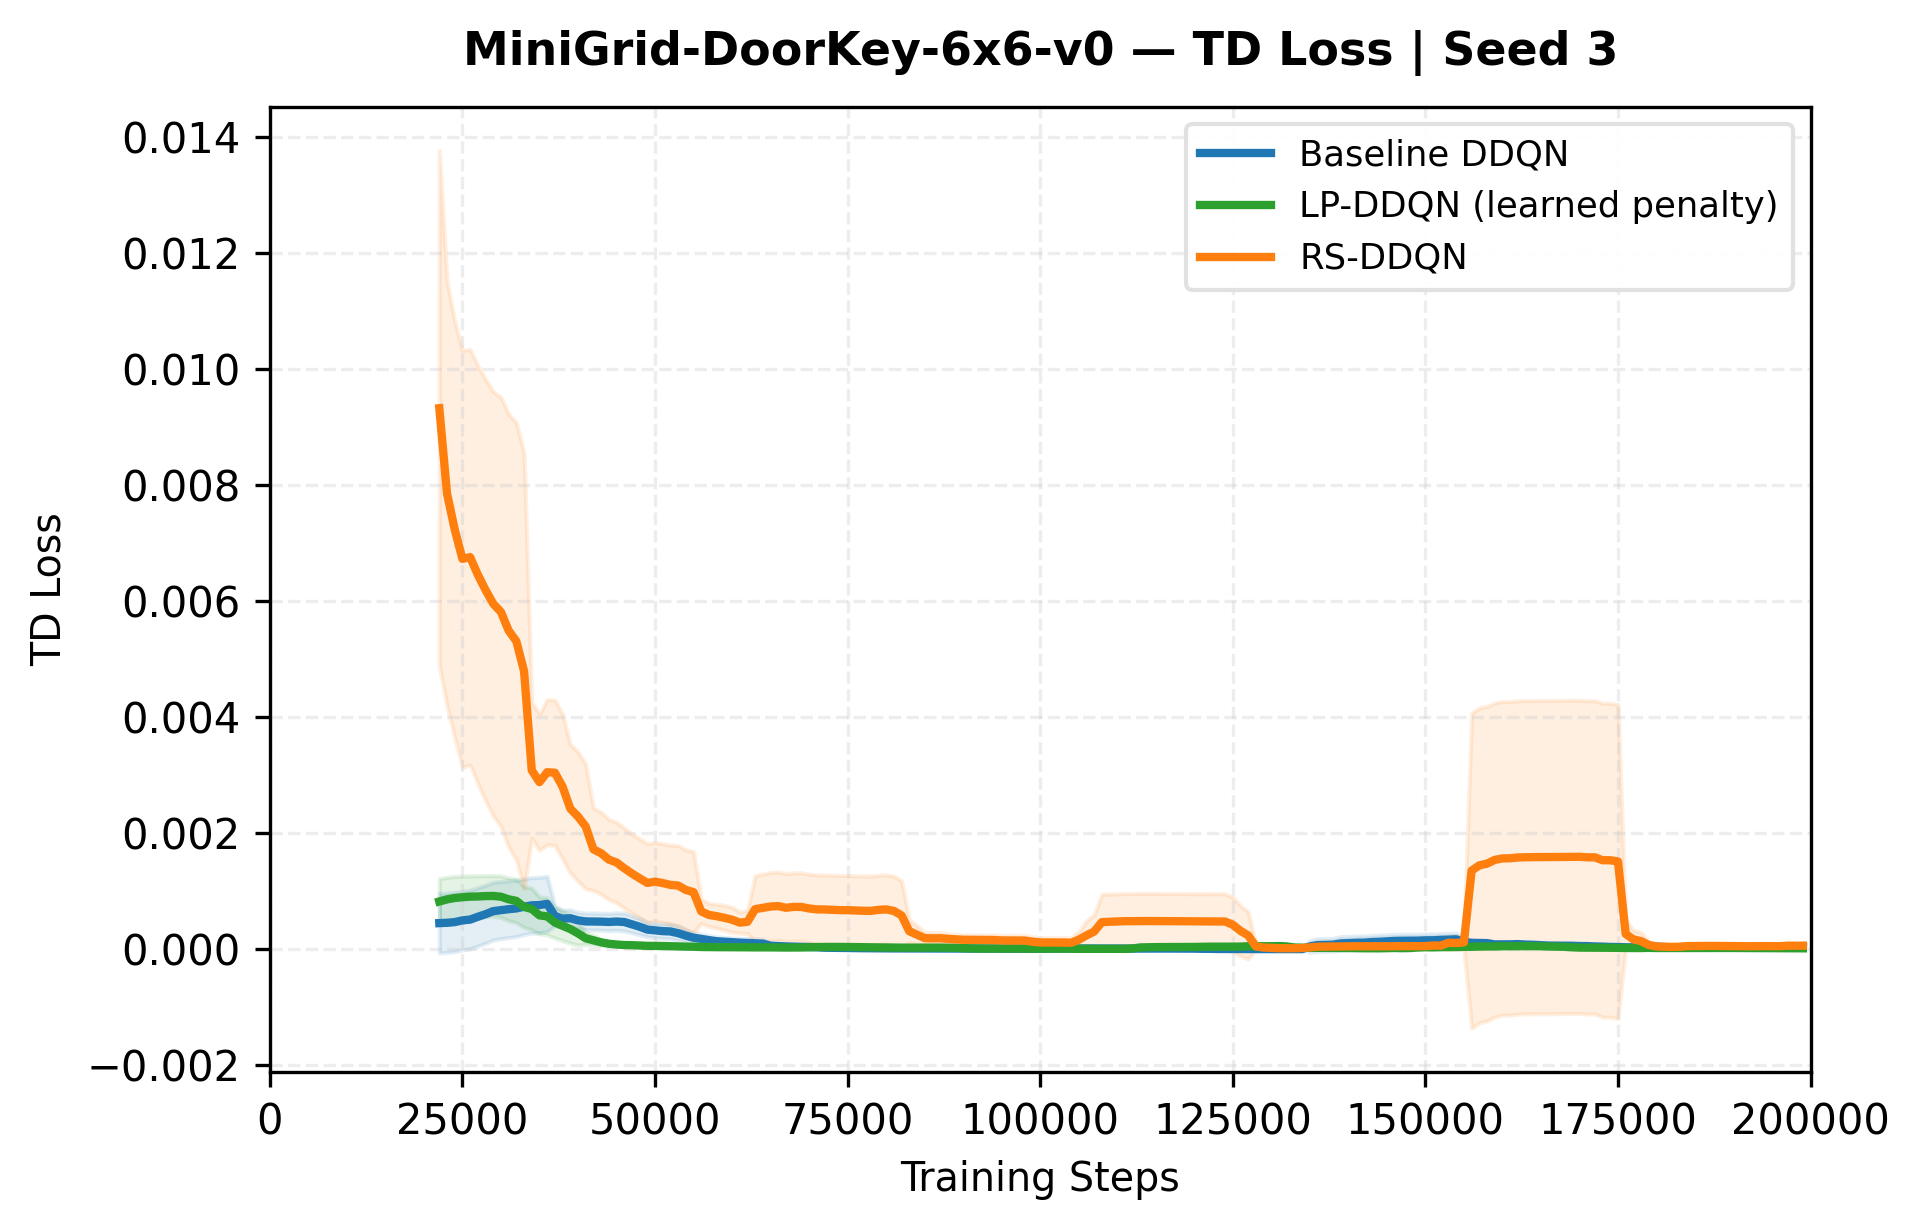 MiniGrid-DoorKey-6x6-v0 — TD Loss | Seed 3
Baseline DDQN
LP-DDQN (learned penalty)
RS-DDQN
TD Loss
0.014
0.012
0.010
0.008
0.006
0.004
0.002
0.000
−0.002
0 25000 50000 75000 100000 125000 150000 175000 200000
Training Steps